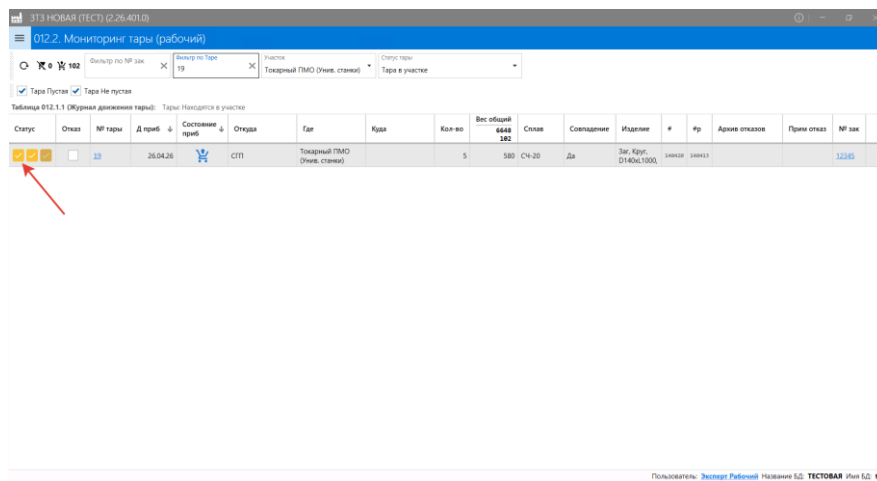 ЗТЗ НОВАЯ (ТЕСТ) (2.26.401.0)
012.2. Мониторинг тары (рабочий)
0 102 Фильтр по № зак Фильтр по Таре 19 Участок Токарный ПМО (Унив. станки) Статус тары Тара в участке
Тара Пустая Тара Не пустая
Таблица 012.1.1 (Журнал движения тары): Тары: Находятся в участке
Статус Отказ № тары Д приб Состояние приб Откуда Где Куда Кол-во Вес общий 6648 102 Сплав Совпадение Изделие # #р Архив отказов Прим отказ № зак
19 26.04.26 СГП Токарный ПМО (Унив. станки) 5 580 СЧ-20 Да Заг, Круг, D140xL1000, 12345
Пользователь: Эксперт Рабочий Название БД: ТЕСТОВАЯ Имя БД: